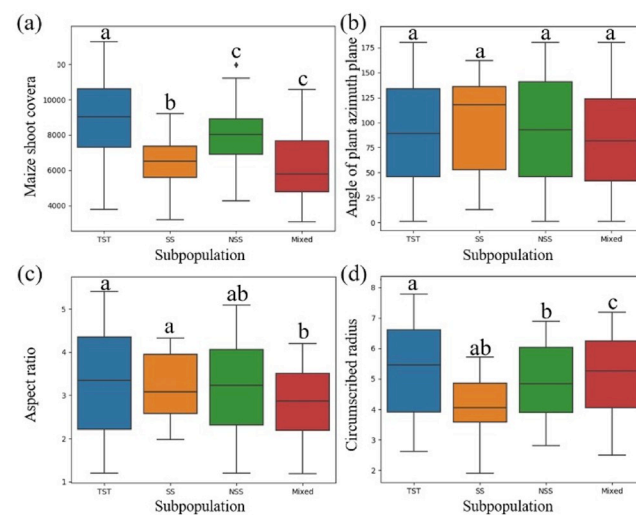 (a)
a
b
c
c
00
10000
8000
6000
4000
Maize shoot covera
TST SS NSS Mixed
Subpopulation
(b)
a a a a
175
150
125
100
75
50
25
0
Angle of plant azimuth plane
TST SS NSS Mixed
Subpopulation
(c)
a a ab b
5
4
3
2
1
Aspect ratio
TST SS NSS Mixed
Subpopulation
(d)
a ab b c
8
7
6
5
4
3
2
Circumscribed radius
TST SS NSS Mixed
Subpopulation